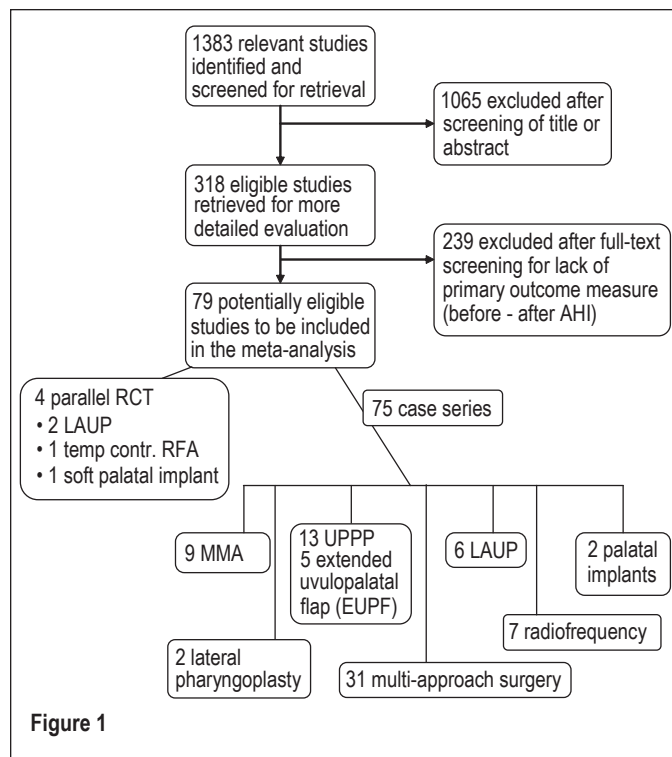 1383 relevant studies
identified and
screened for retrieval
1065 excluded after
screening of title or
abstract
318 eligible studies
retrieved for more
detailed evaluation
239 excluded after full-text
screening for lack of
primary outcome measure
(before - after AHI)
79 potentially eligible
studies to be included
in the meta-analysis
4 parallel RCT
• 2 LAUP
• 1 temp contr. RFA
• 1 soft palatal implant
75 case series
9 MMA
13 UPPP
5 extended
uvulopalatal
flap (EUPF)
6 LAUP
2 palatal
implants
2 lateral
pharyngoplasty
31 multi-approach surgery
7 radiofrequency
Figure 1